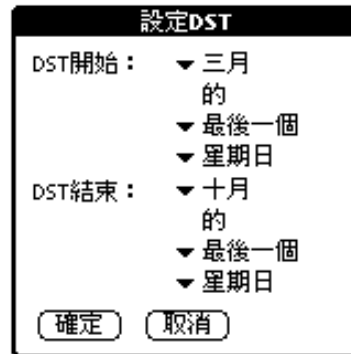 設定DST
DST開始： 三月
的
最後一個
星期日
DST結束： 十月
的
最後一個
星期日
確定 取消